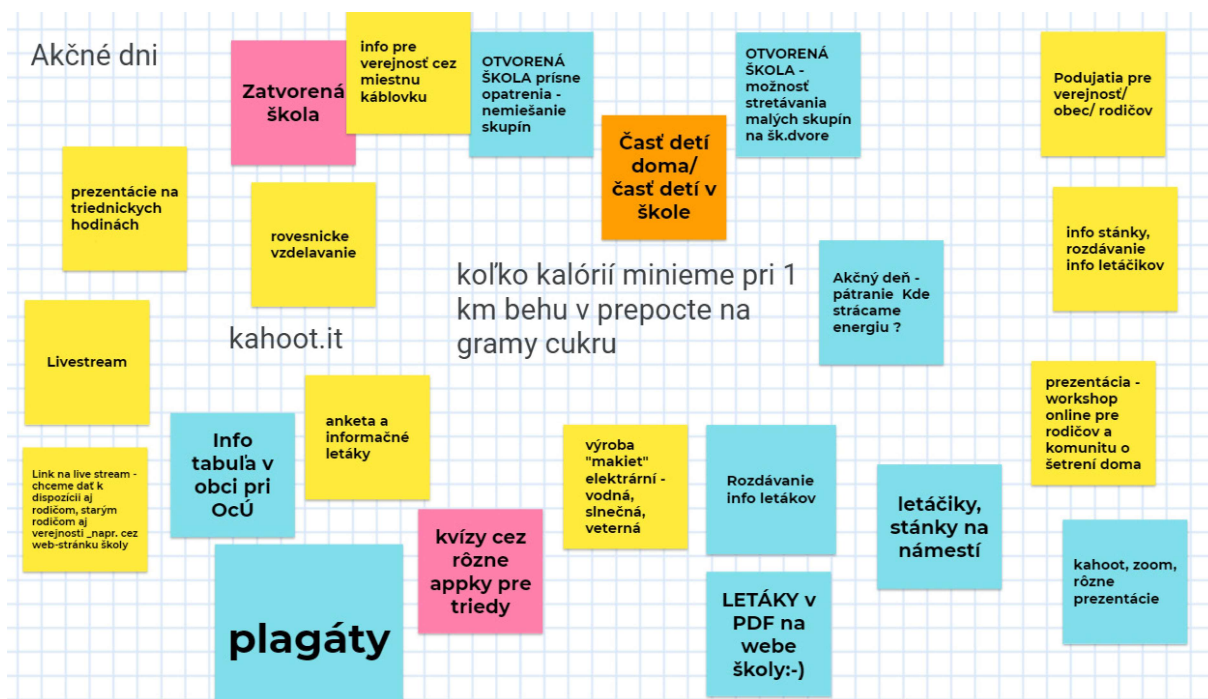 Akčné dni
Zatvorená
škola
info pre
verejnosť cez
miestnu
káblovku
OTVORENÁ
ŠKOLA prísne
opatrenia -
nemiešanie
skupín
Časť detí
doma/
časť detí v
škole
OTVORENÁ
ŠKOLA -
možnosť
stretávania
malých skupín
na šk.dvore
Podujatia pre
verejnosť/
obec/ rodičov
prezentácie na
triednickych
hodinách
rovesnicke
vzdelavanie
info stánky,
rozdávanie
info letáčikov
koľko kalórií minieme pri 1
km behu v prepocte na
gramy cukru
Akčný deň -
pátranie Kde
strácame
energiu ?
kahoot.it
Livestream
Info
tabuľa v
obci pri
OcÚ
anketa a
informačné
letáky
prezentácia -
workshop
online pre
rodičov a
komunitu o
šetrení doma
Link na live stream -
chceme dať k
dispozícii aj
rodičom, starým
rodičom aj
verejnosti _napr. cez
web-stránku školy
výroba
"makiet"
elektrární -
vodná,
slnečná,
veterná
Rozdávanie
info letákov
letáčiky,
stánky na
námestí
kvízy cez
rôzne
appky pre
triedy
kahoot, zoom,
rôzne
prezentácie
plagáty
LETÁKY v
PDF na
webe
školy:-)